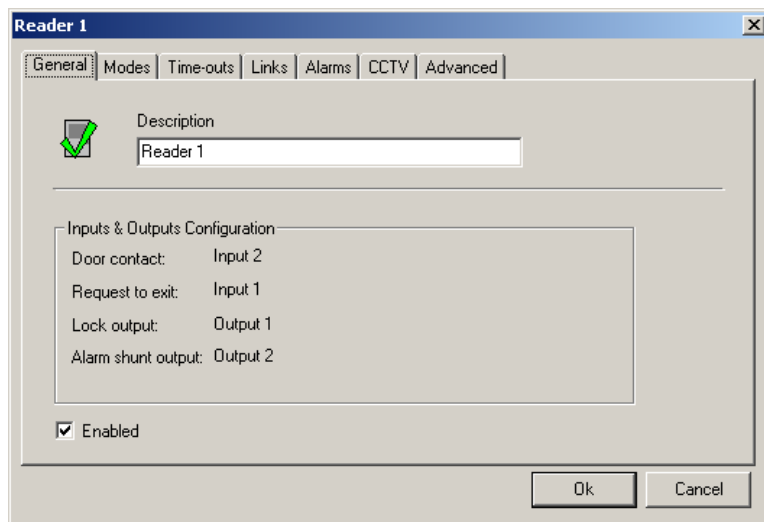 Reader 1
General Modes Time-outs Links Alarms CCTV Advanced
Description
Reader 1
Inputs & Outputs Configuration
Door contact: Input 2
Request to exit: Input 1
Lock output: Output 1
Alarm shunt output: Output 2
Enabled
Ok Cancel